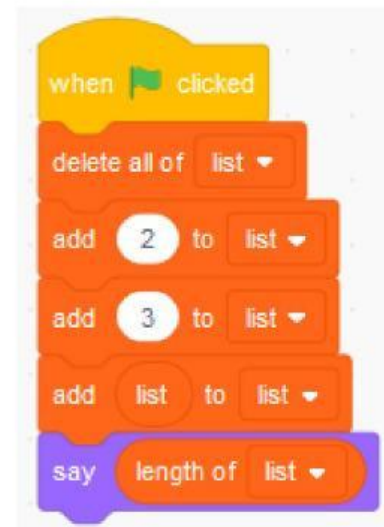 when clicked
delete all of list
add 2 to list
add 3 to list
add list to list
say length of list